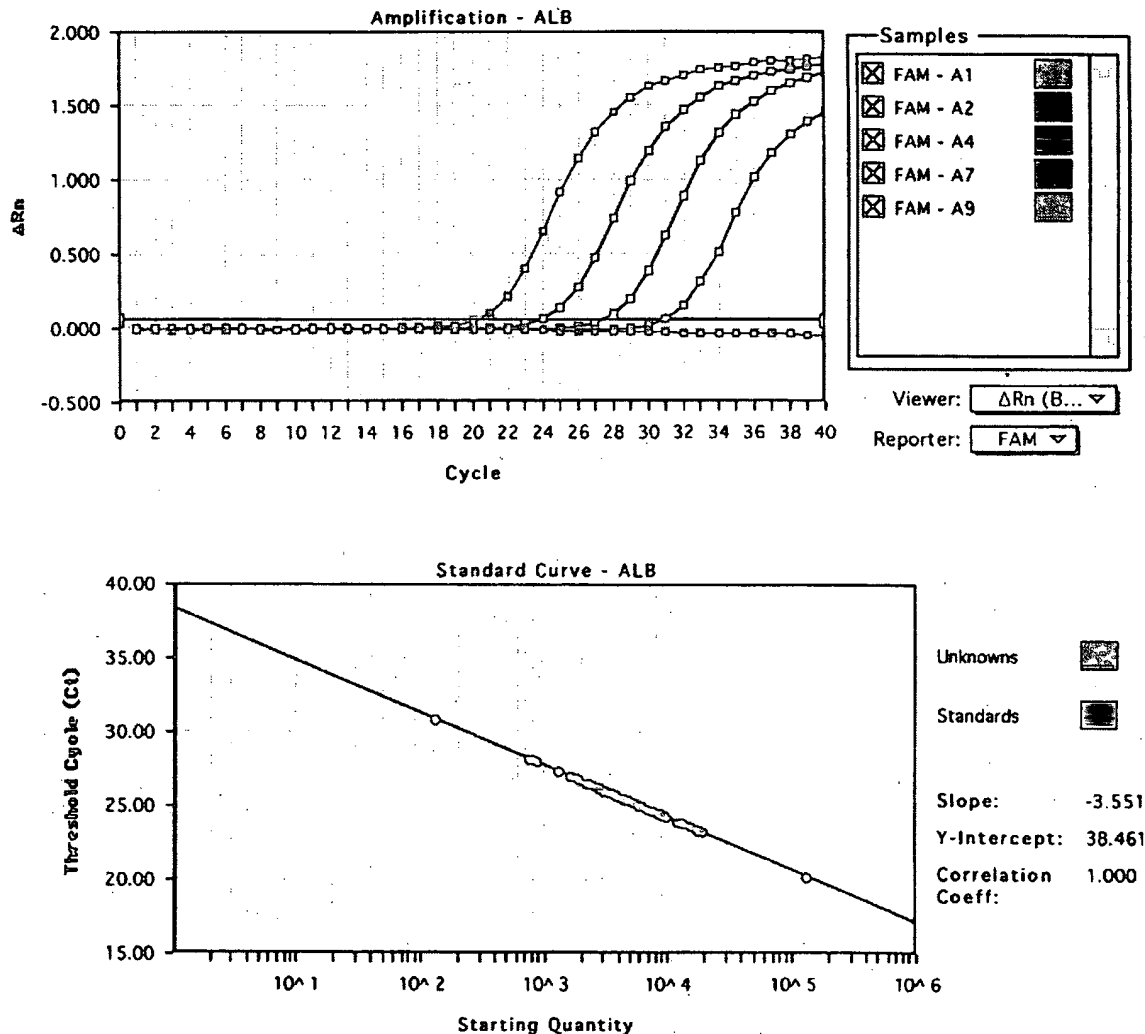 Amplification - ALB
2.000
1.500
1.000
0.500
0.000
-0.500
ΔRn
0 2 4 6 8 10 12 14 16 18 20 22 24 26 28 30 32 34 36 38 40
Cycle
Samples
FAM - A1
FAM - A2
FAM - A4
FAM - A7
FAM - A9
Viewer: ΔRn (B...
Reporter: FAM
Standard Curve - ALB
40.00
35.00
30.00
25.00
20.00
15.00
Threshold Cycle (Ct)
10^1 10^2 10^3 10^4 10^5 10^6
Starting Quantity
Unknowns
Standards
Slope: -3.551
Y-Intercept: 38.461
Correlation 1.000
Coeff: